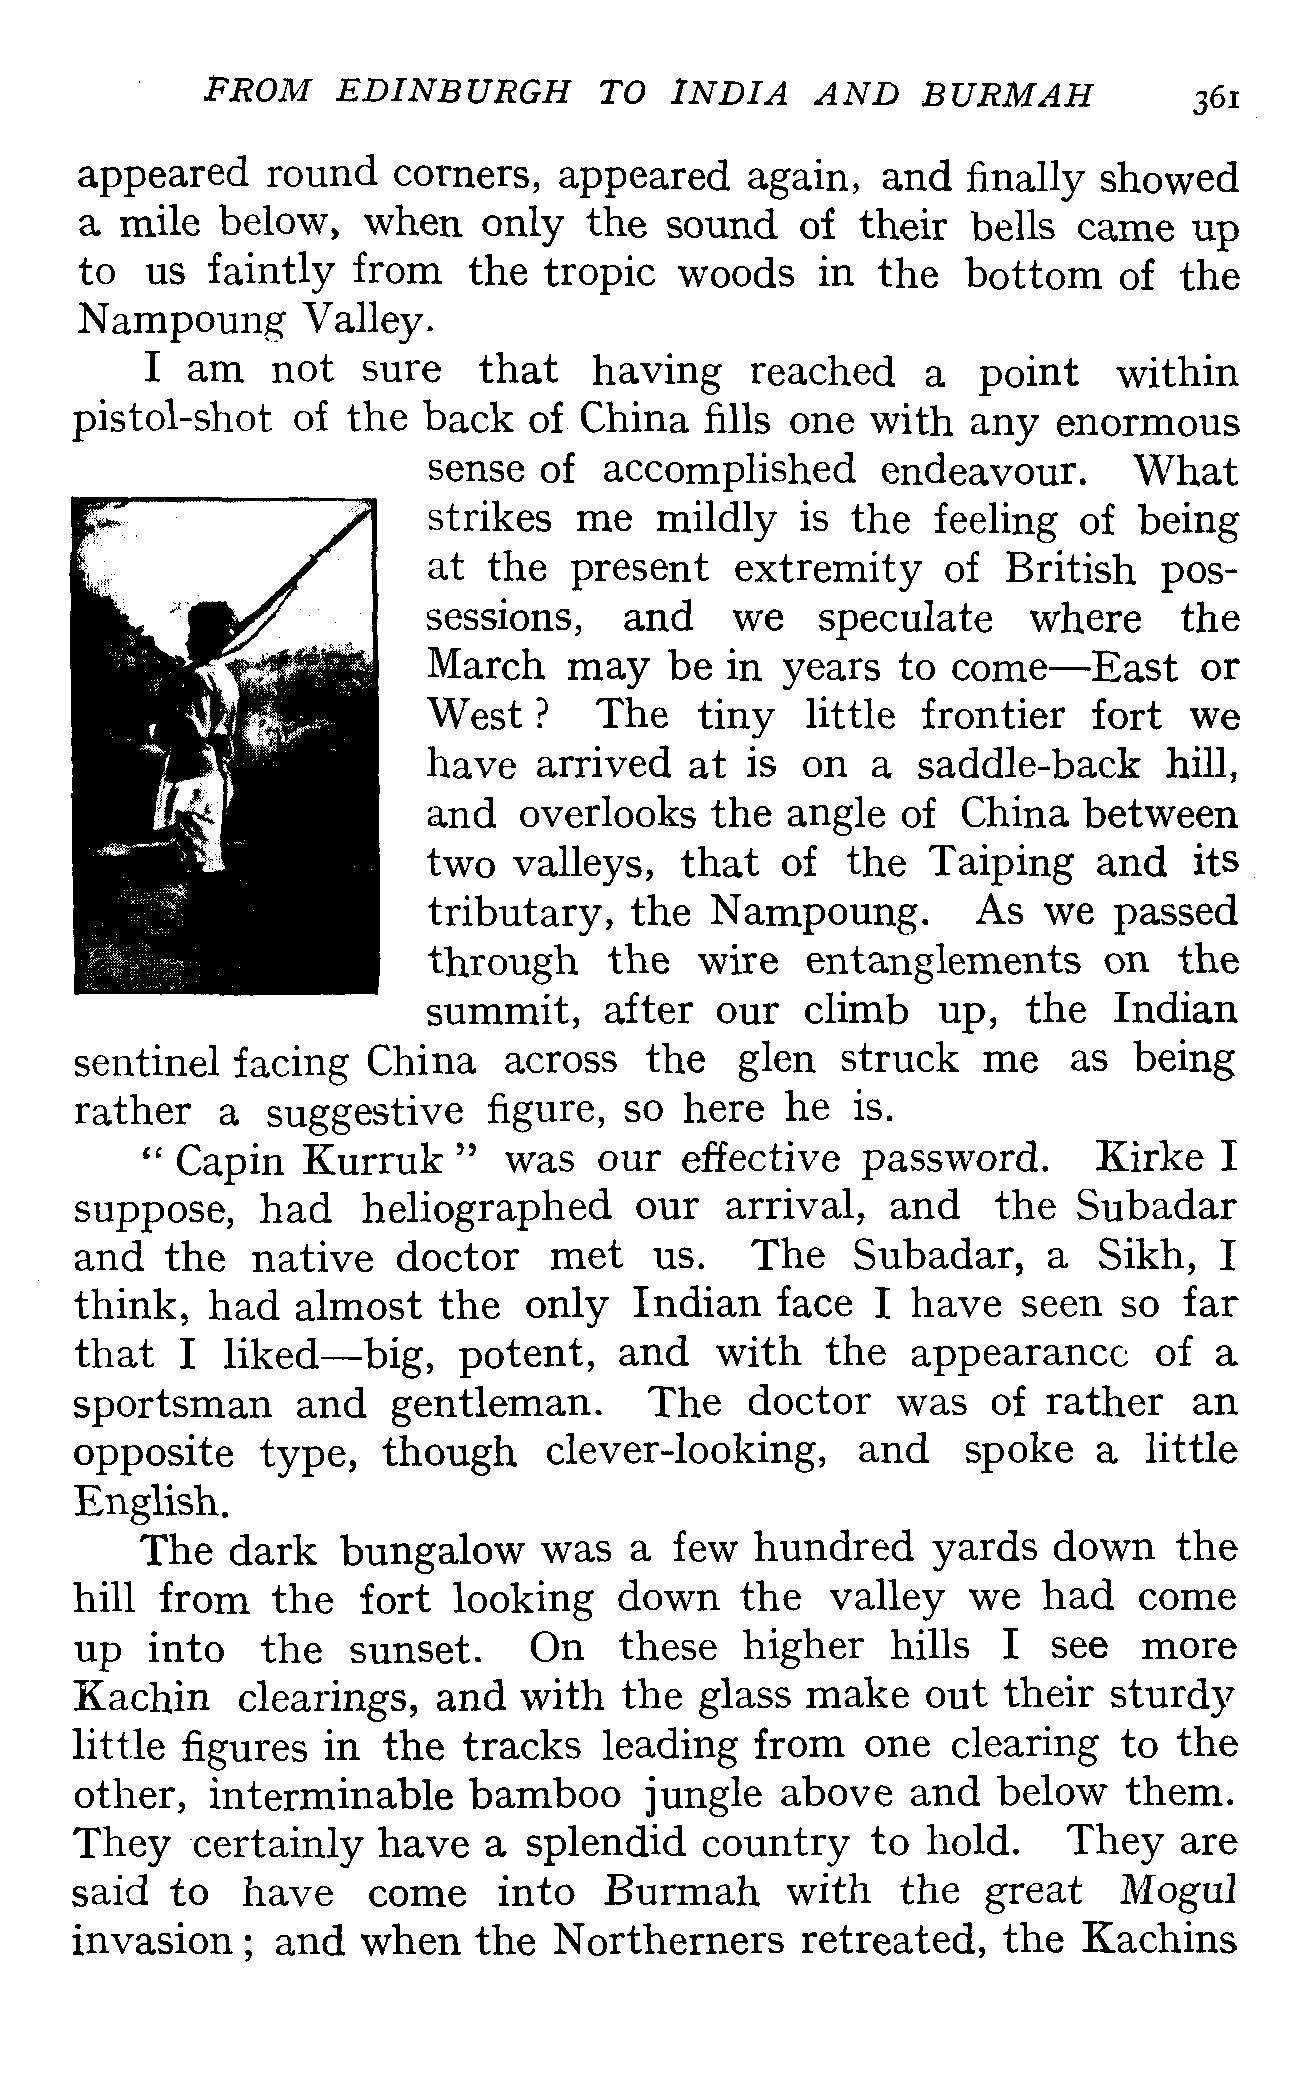 FROM EDINBURGH TO INDIA AND BURMAH 361
appeared round corners, appeared again, and finally showed
a mile below, when only the sound of their bells came up
to us faintly from the tropic woods in the bottom of the
Nampoung Valley.
I am not sure that having reached a point within
pistol-shot of the back of China fills one with any enormous
sense of accomplished endeavour. What
strikes me mildly is the feeling of being
at the present extremity of British pos-
sessions, and we speculate where the
March may be in years to come—East or
West? The tiny little frontier fort we
have arrived at is on a saddle-back hill,
and overlooks the angle of China between
two valleys, that of the Taiping and its
tributary, the Nampoung. As we passed
through the wire entanglements on the
summit, after our climb up, the Indian
sentinel facing China across the glen struck me as being
rather a suggestive figure, so here he is.
“Capin Kurruk” was our effective password. Kirke I
suppose, had heliographed our arrival, and the Subadar
and the native doctor met us. The Subadar, a Sikh, I
think, had almost the only Indian face I have seen so far
that I liked—big, potent, and with the appearance of a
sportsman and gentleman. The doctor was of rather an
opposite type, though clever-looking, and spoke a little
English.
The dark bungalow was a few hundred yards down the
hill from the fort looking down the valley we had come
up into the sunset. On these higher hills I see more
Kachin clearings, and with the glass make out their sturdy
little figures in the tracks leading from one clearing to the
other, interminable bamboo jungle above and below them.
They certainly have a splendid country to hold. They are
said to have come into Burmah with the great Mogul
invasion; and when the Northerners retreated, the Kachins